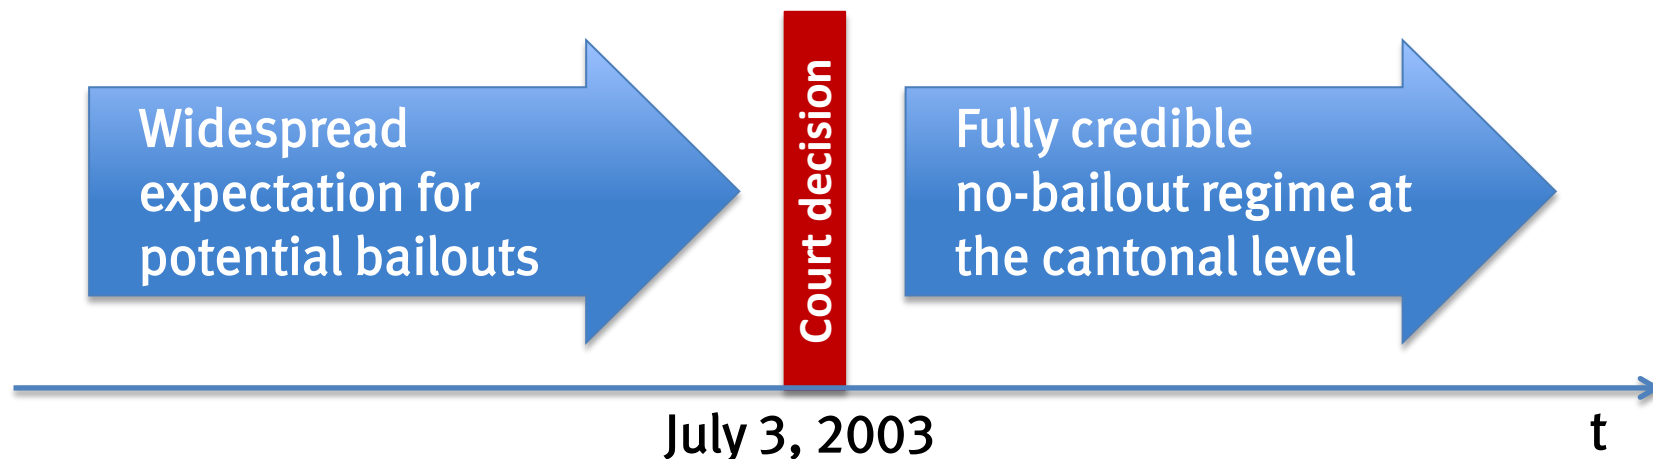 Widespread
expectation for
potential bailouts
Court decision
Fully credible
no-bailout regime at
the cantonal level
July 3, 2003
t